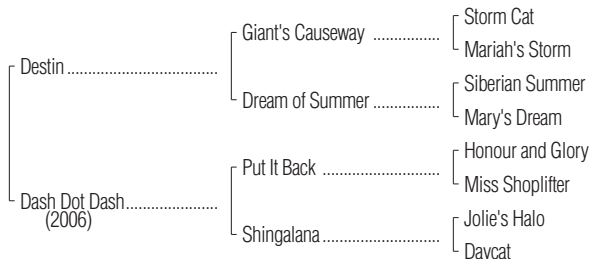 Storm Cat
Giant's Causeway ..................
Mariah's Storm
Destin ........................................
Siberian Summer
Dream of Summer ..................
Mary's Dream
Honour and Glory
Put It Back ..............................
Miss Shoplifter
Dash Dot Dash.........................
(2006)
Jolie's Halo
Shingalana ................................
Daycat